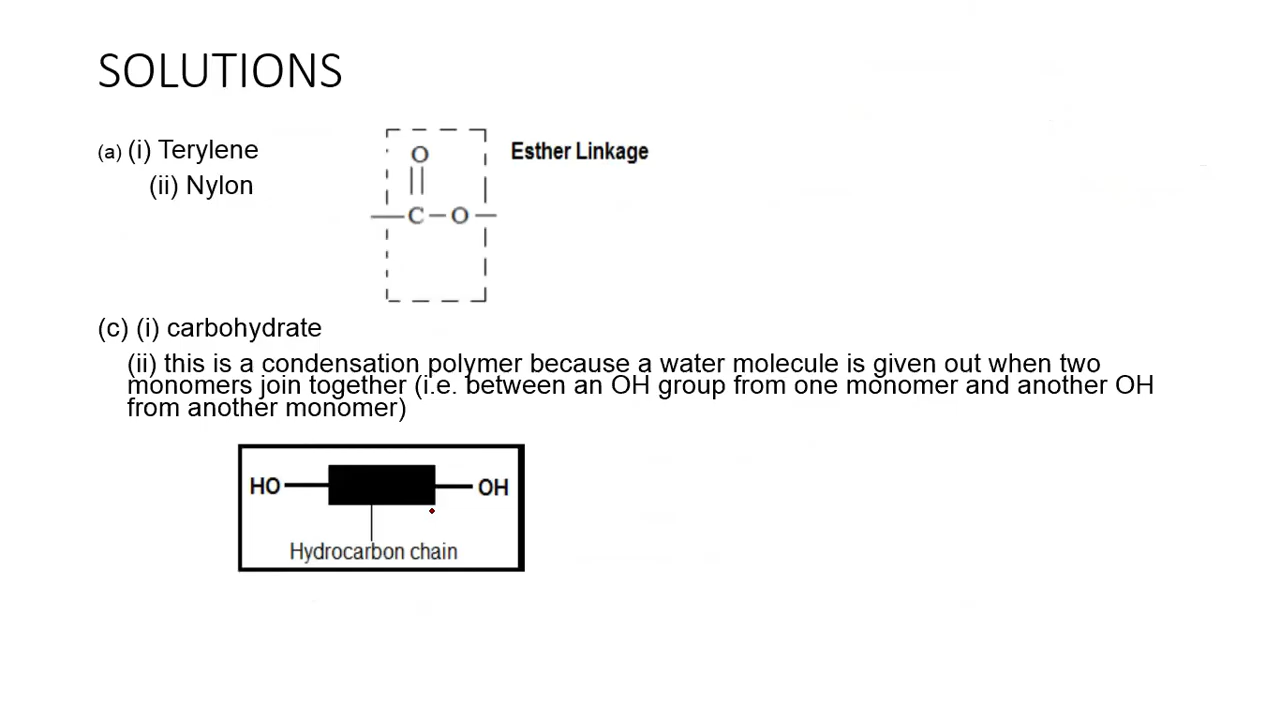 SOLUTIONS
(a) (i) Terylene
(ii) Nylon
O
C O
Esther Linkage
(c) (i) carbohydrate
(ii) this is a condensation polymer because a water molecule is given out when two
monomers join together (i.e. between an OH group from one monomer and another OH
from another monomer)
HO OH
Hydrocarbon chain